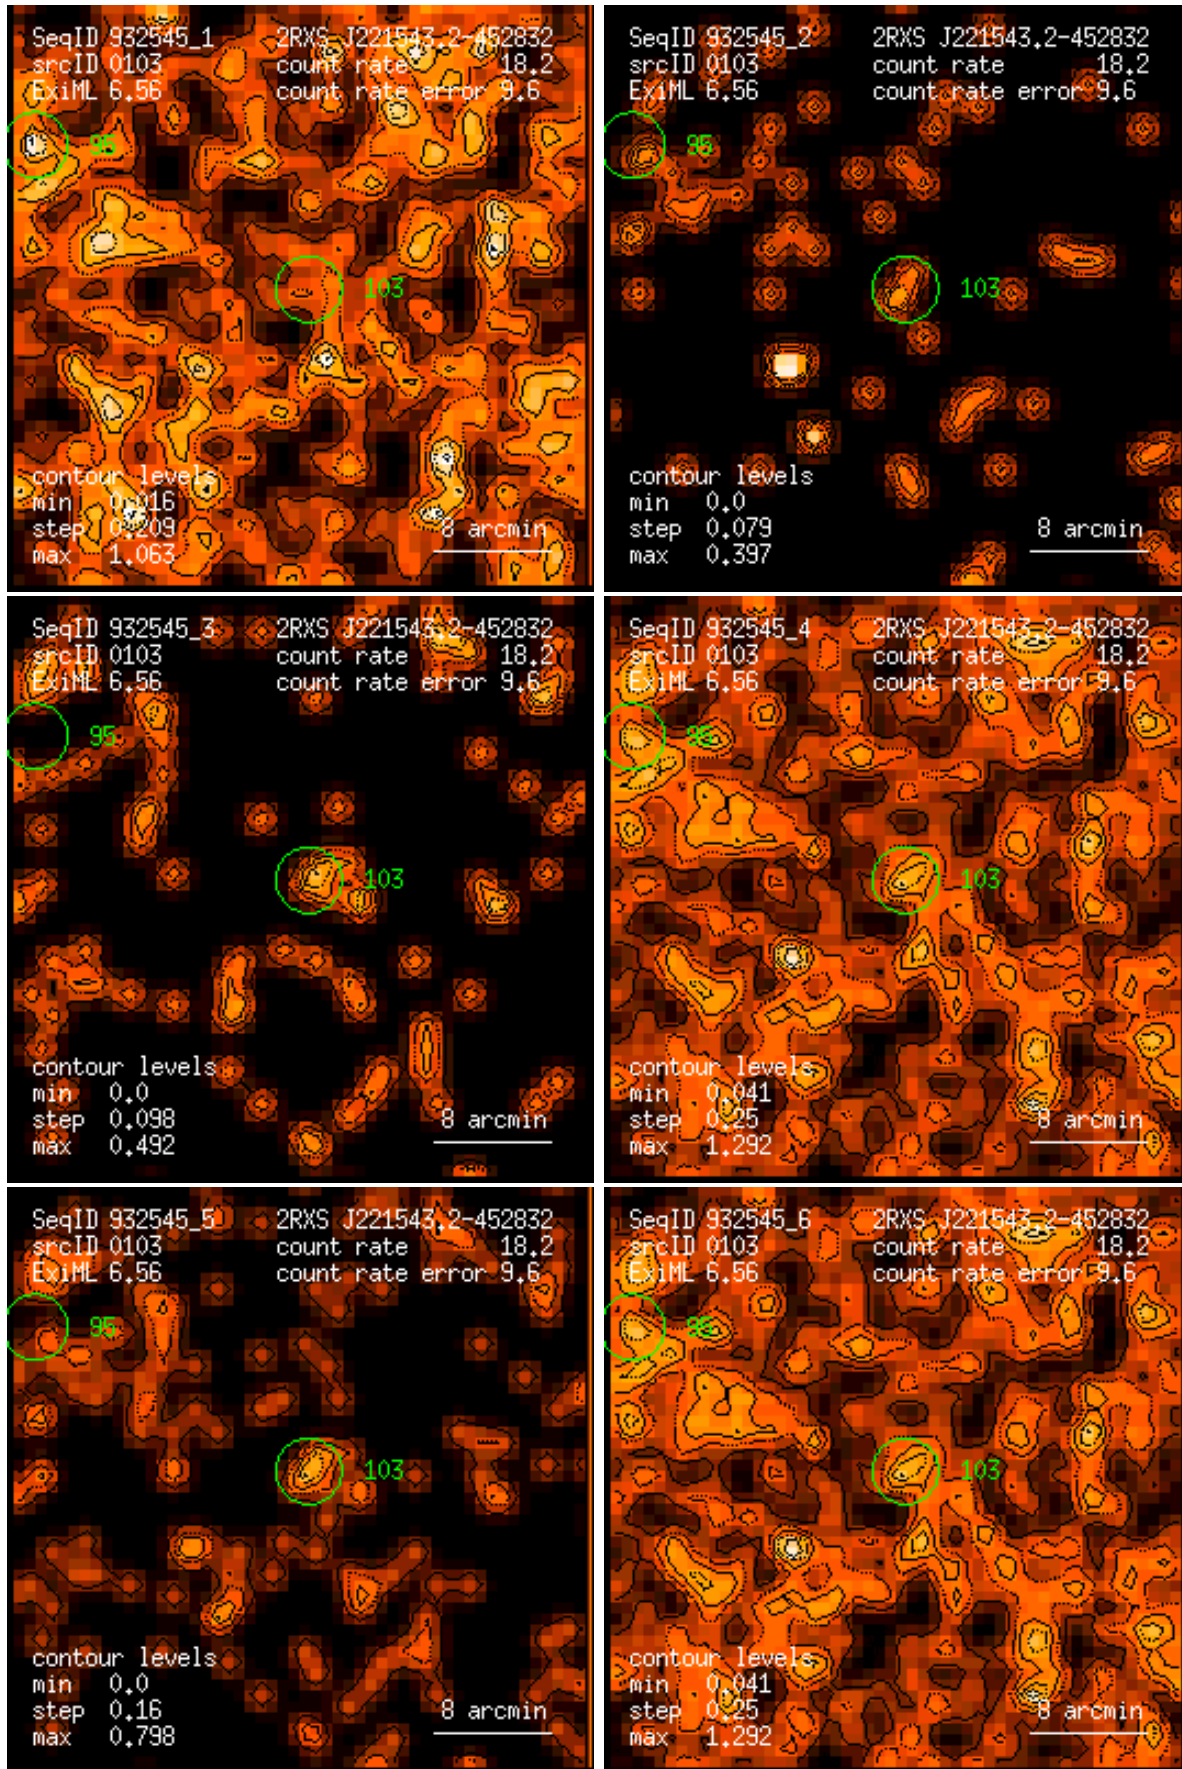 SeqID 932545_1 2RXS J221543.2-452832
srcID 0103 count rate 18.2
ExiML 6.56 count rate error 9.6
95
103
contour levels
min 0.016
step 0.209
max 1.063
8 arcmin
SeqID 932545_2 2RXS J221543.2-452832
srcID 0103 count rate 18.2
ExiML 6.56 count rate error 9.6
95
103
contour levels
min 0.0
step 0.079
max 0.397
8 arcmin
SeqID 932545_3 2RXS J221543.2-452832
srcID 0103 count rate 18.2
ExiML 6.56 count rate error 9.6
95
103
contour levels
min 0.0
step 0.098
max 0.492
8 arcmin
SeqID 932545_4 2RXS J221543.2-452832
srcID 0103 count rate 18.2
ExiML 6.56 count rate error 9.6
95
103
contour levels
min 0.041
step 0.25
max 1.292
8 arcmin
SeqID 932545_5 2RXS J221543.2-452832
srcID 0103 count rate 18.2
ExiML 6.56 count rate error 9.6
95
103
contour levels
min 0.0
step 0.16
max 0.798
8 arcmin
SeqID 932545_6 2RXS J221543.2-452832
srcID 0103 count rate 18.2
ExiML 6.56 count rate error 9.6
95
103
contour levels
min 0.041
step 0.25
max 1.292
8 arcmin